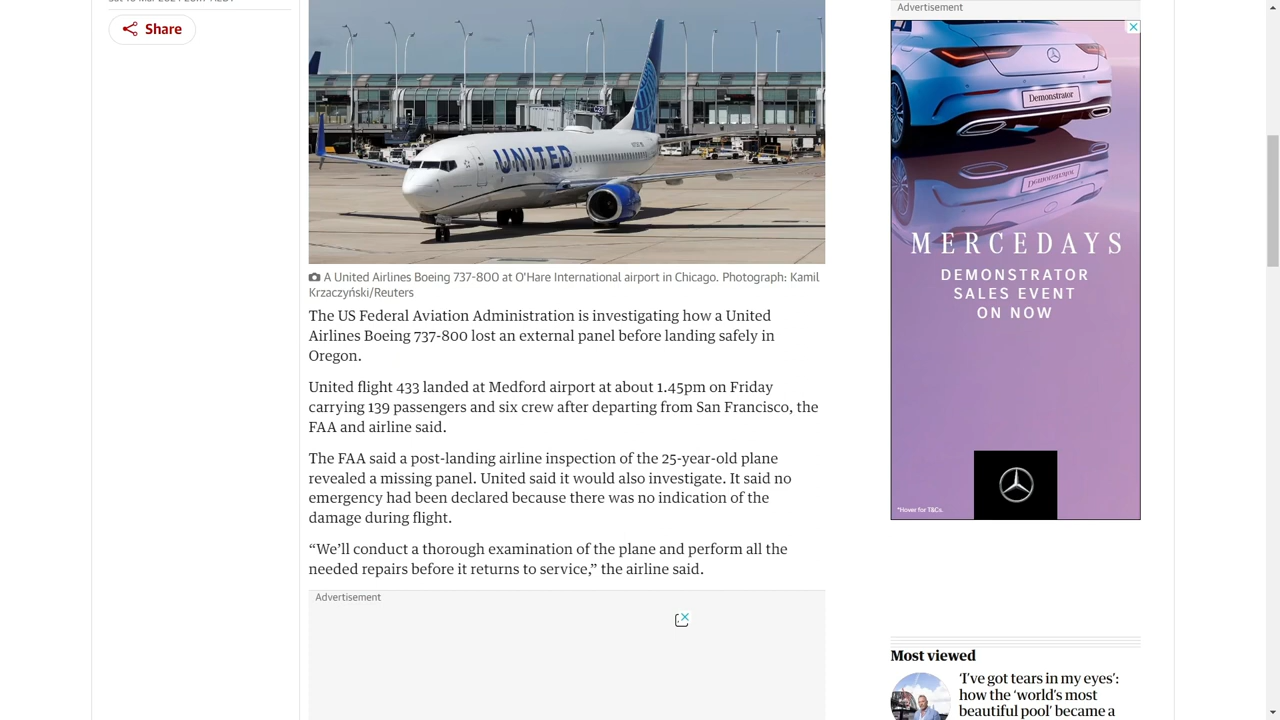 Share
Advertisement
Demonstrator
MERCEDAYS
DEMONSTRATOR
SALES EVENT
ON NOW
*Hover for T&Cs.
UNITED
A United Airlines Boeing 737-800 at O’Hare International airport in Chicago. Photograph: Kamil
Krzaczyński/Reuters
The US Federal Aviation Administration is investigating how a United
Airlines Boeing 737-800 lost an external panel before landing safely in
Oregon.
United flight 433 landed at Medford airport at about 1.45pm on Friday
carrying 139 passengers and six crew after departing from San Francisco, the
FAA and airline said.
The FAA said a post-landing airline inspection of the 25-year-old plane
revealed a missing panel. United said it would also investigate. It said no
emergency had been declared because there was no indication of the
damage during flight.
“We’ll conduct a thorough examination of the plane and perform all the
needed repairs before it returns to service,” the airline said.
Advertisement
Most viewed
‘I’ve got tears in my eyes’:
how the ‘world’s most
beautiful pool’ became a